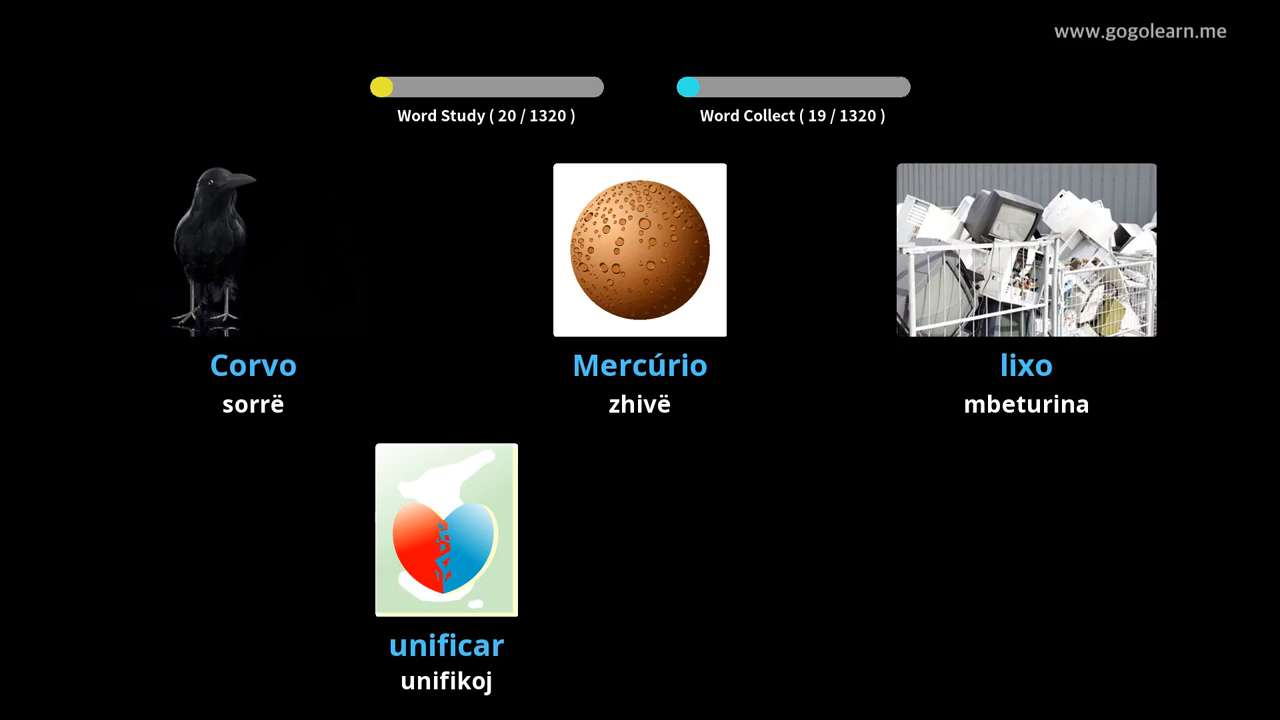 www.gogolearn.me
Word Study ( 20 / 1320 )
Word Collect ( 19 / 1320 )
Corvo
sorrë
Mercúrio
zhivë
lixo
mbeturina
unificar
unifikoj